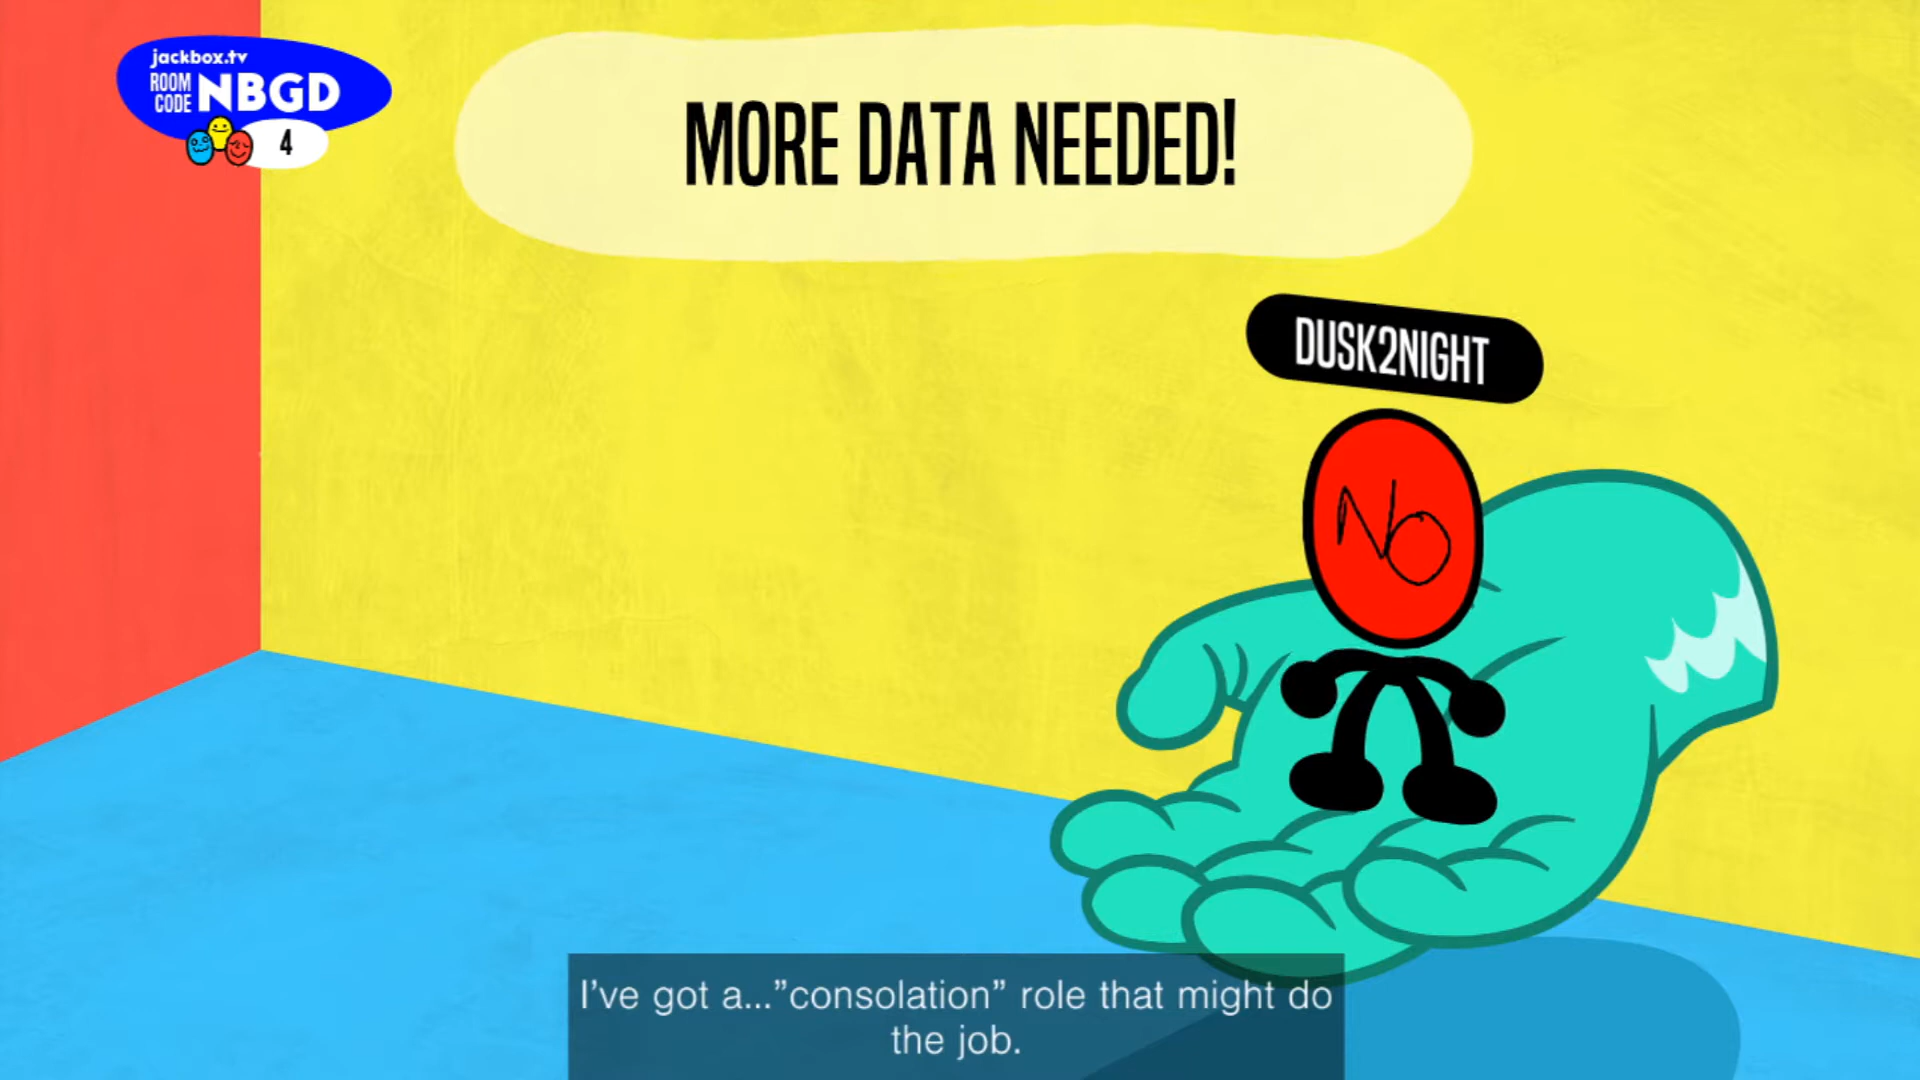 jackbox.tv
ROOM
CODE
NBGD
4
MORE DATA NEEDED!
DUSK2NIGHT
NO
I’ve got a...”consolation” role that might do
the job.